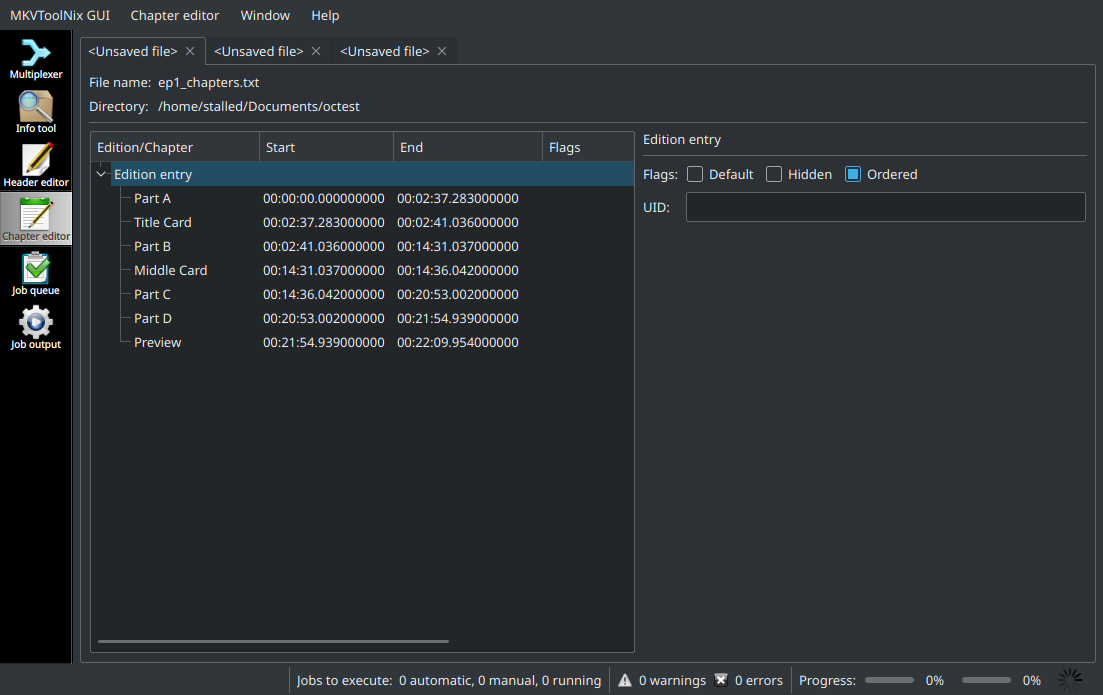 MKVToolNix GUI Chapter editor Window Help
Multiplexer
Info tool
Header editor
Chapter editor
Job queue
Job output
<Unsaved file> <Unsaved file> <Unsaved file>
File name: ep1_chapters.txt
Directory: /home/stalled/Documents/octest
Edition/Chapter Start End Flags
Edition entry
Part A 00:00:00.000000000 00:02:37.283000000
Title Card 00:02:37.283000000 00:02:41.036000000
Part B 00:02:41.036000000 00:14:31.037000000
Middle Card 00:14:31.037000000 00:14:36.042000000
Part C 00:14:36.042000000 00:20:53.002000000
Part D 00:20:53.002000000 00:21:54.939000000
Preview 00:21:54.939000000 00:22:09.954000000
Edition entry
Flags: Default Hidden Ordered
UID:
Jobs to execute: 0 automatic, 0 manual, 0 running 0 warnings 0 errors Progress: 0% 0%